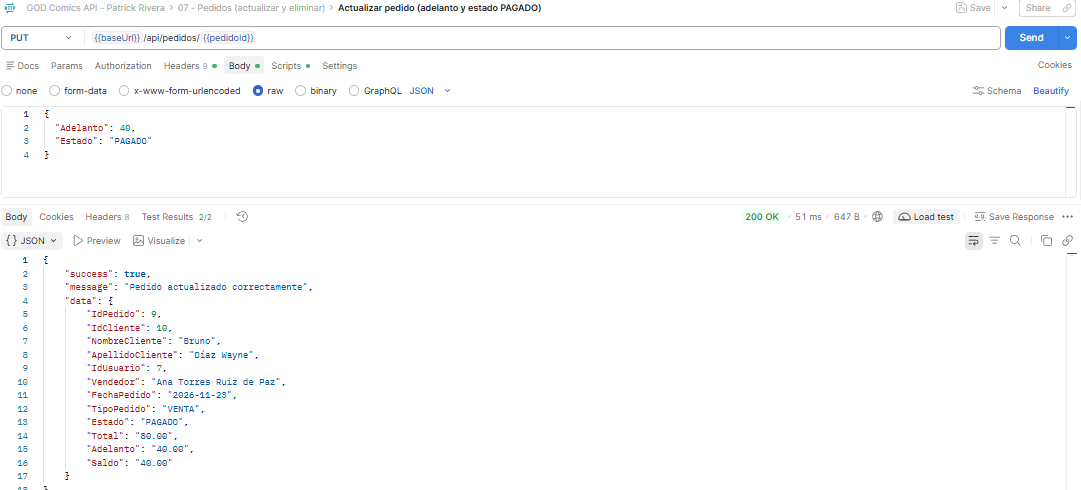 GOD Comics API - Patrick Rivera > 07 - Pedidos (actualizar y eliminar) > Actualizar pedido (adelanto y estado PAGADO) Save Share
PUT {{baseUrl}} /api/pedidos/ {{pedidoId}} Send
Docs Params Authorization Headers 9 Body Scripts Settings Cookies
none form-data x-www-form-urlencoded raw binary GraphQL JSON Schema Beautify
1 {
2 "Adelanto": 40,
3 "Estado": "PAGADO"
4 }
Body Cookies Headers 8 Test Results 2/2 200 OK • 51 ms • 647 B Load test Save Response
{} JSON Preview Visualize
1 {
2 "success": true,
3 "message": "Pedido actualizado correctamente",
4 "data": {
5 "IdPedido": 9,
6 "IdCliente": 10,
7 "NombreCliente": "Bruno",
8 "ApellidoCliente": "Díaz Wayne",
9 "IdUsuario": 7,
10 "Vendedor": "Ana Torres Ruiz de Paz",
11 "FechaPedido": "2026-11-23",
12 "TipoPedido": "VENTA",
13 "Estado": "PAGADO",
14 "Total": "80.00",
15 "Adelanto": "40.00",
16 "Saldo": "40.00"
17 }
18 }